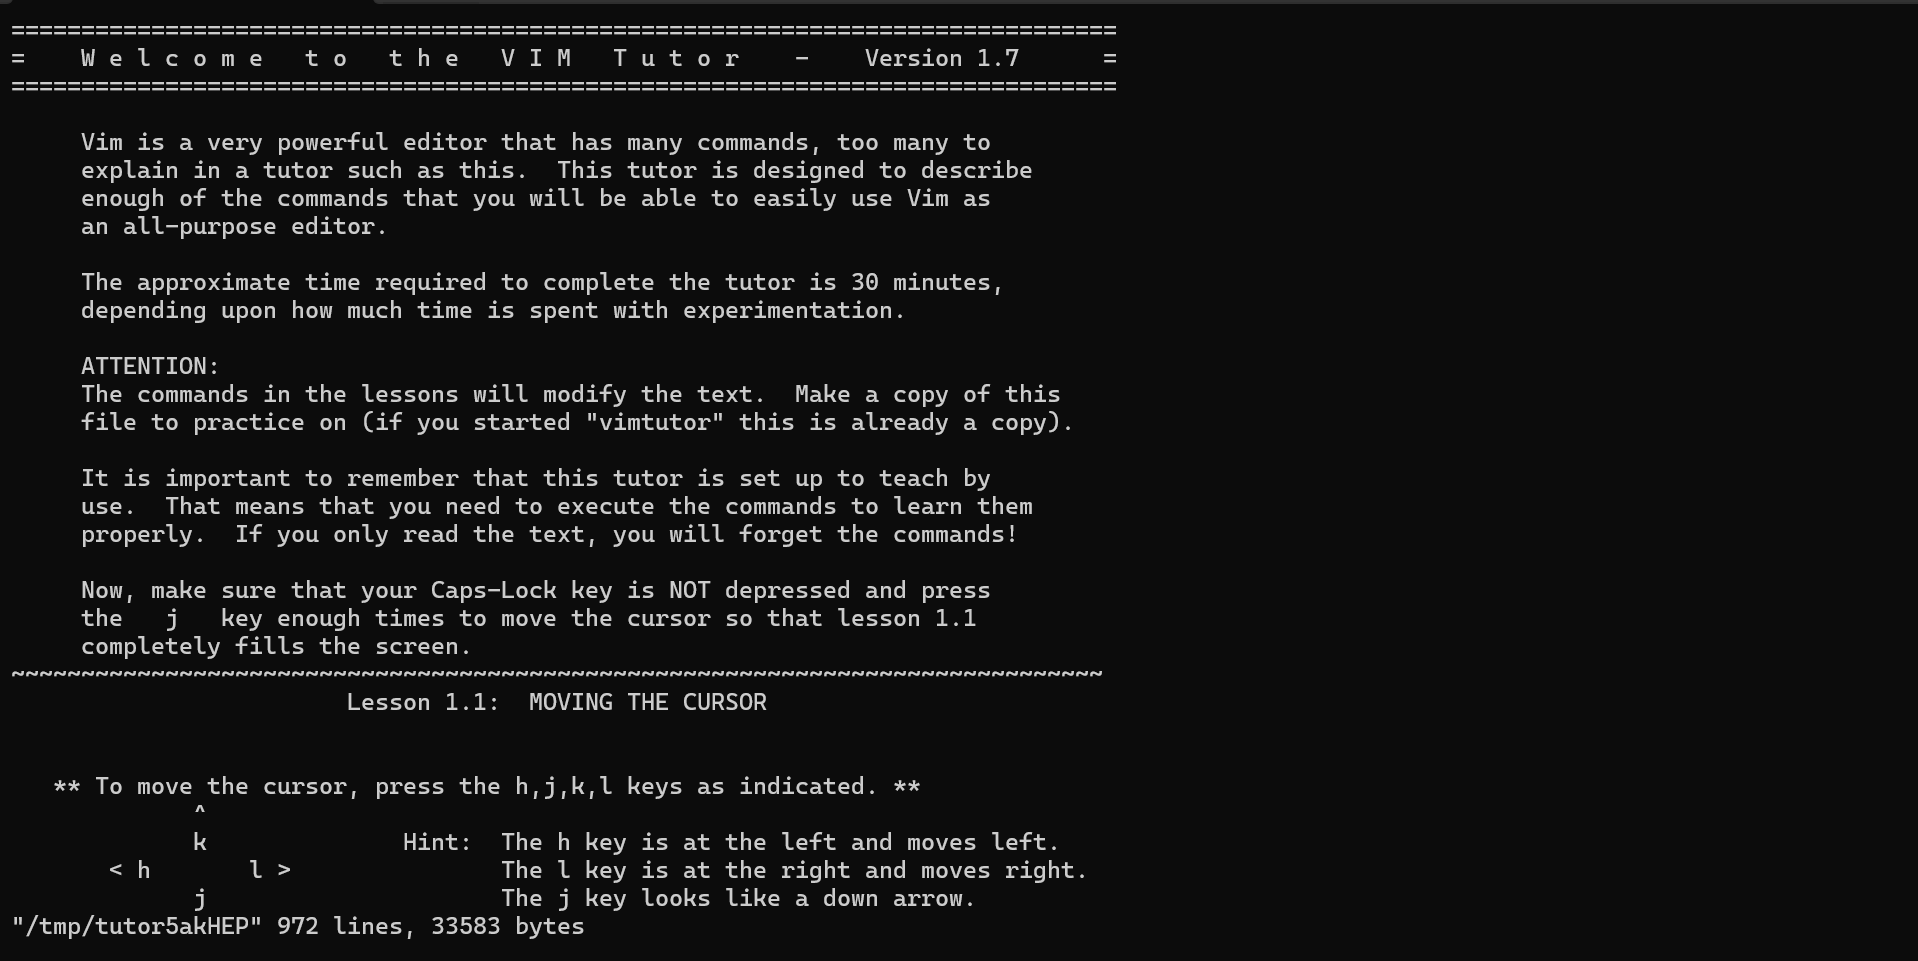 ===============================================================================
=    W e l c o m e   t o   t h e   V I M   T u t o r    -    Version 1.7      =
===============================================================================

     Vim is a very powerful editor that has many commands, too many to
     explain in a tutor such as this.  This tutor is designed to describe
     enough of the commands that you will be able to easily use Vim as
     an all-purpose editor.

     The approximate time required to complete the tutor is 30 minutes,
     depending upon how much time is spent with experimentation.

     ATTENTION:
     The commands in the lessons will modify the text.  Make a copy of this
     file to practice on (if you started "vimtutor" this is already a copy).

     It is important to remember that this tutor is set up to teach by
     use.  That means that you need to execute the commands to learn them
     properly.  If you only read the text, you will forget the commands!

     Now, make sure that your Caps-Lock key is NOT depressed and press
     the   j   key enough times to move the cursor so that lesson 1.1
     completely fills the screen.
~~~~~~~~~~~~~~~~~~~~~~~~~~~~~~~~~~~~~~~~~~~~~~~~~~~~~~~~~~~~~~~~~~~~~~~~~~~~~~
                        Lesson 1.1:  MOVING THE CURSOR


   ** To move the cursor, press the h,j,k,l keys as indicated. **
             ^
             k              Hint:  The h key is at the left and moves left.
       < h       l >               The l key is at the right and moves right.
             j                     The j key looks like a down arrow.
"/tmp/tutor5akHEP" 972 lines, 33583 bytes